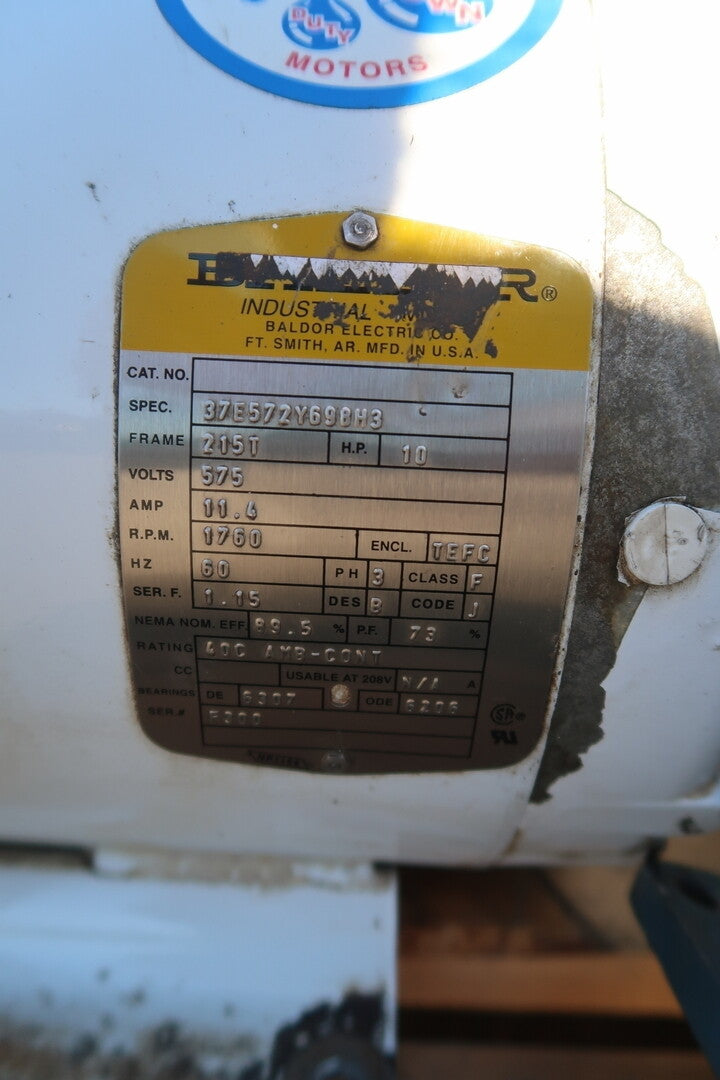 DUTY
MOTORS
INDUSTRIAL
BALDOR ELECTRIC CO.
FT. SMITH, AR. MFD. IN U.S.A.
CAT. NO.
SPEC. 37E572Y698H3
FRAME 215T H.P. 10
VOLTS 575
AMP 11.4
R.P.M. 1760 ENCL. TEFC
HZ 60 PH 3 CLASS F
SER. F. 1.15 DES B CODE J
NEMA NOM. EFF. 89.5 % P.F. 73 %
RATING 40C AMB-CONT
CC USABLE AT 208V N/A A
BEARINGS DE 6307 ODE 6206
SER.# F300